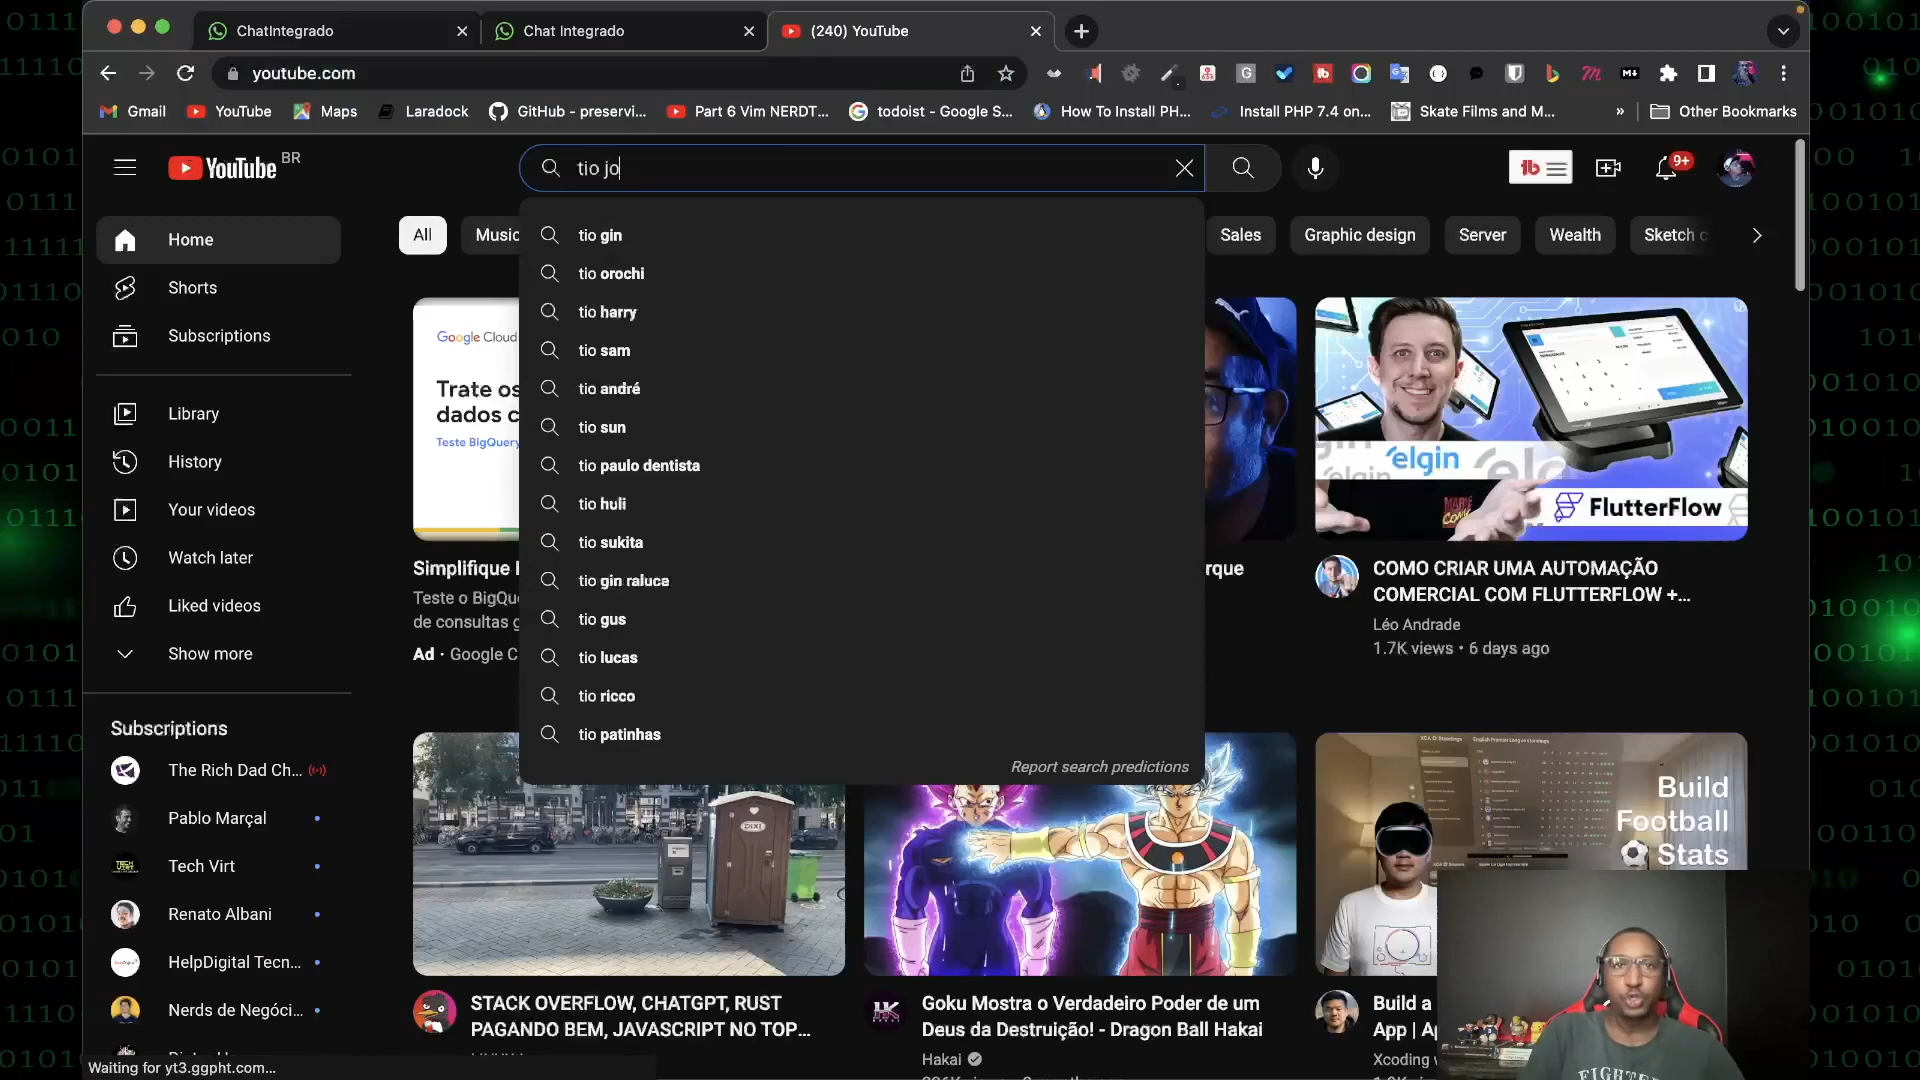 ChatIntegrado
Chat Integrado
(240) YouTube
youtube.com
Gmail
YouTube
Maps
Laradock
GitHub - preservi...
Part 6 Vim NERDT...
todoist - Google S...
How To Install PH...
Install PHP 7.4 on...
Skate Films and M...
»
Other Bookmarks
YouTube BR
tio jo
tb
9+
Home
Shorts
Subscriptions
Library
History
Your videos
Watch later
Liked videos
Show more
Subscriptions
The Rich Dad Ch...
Pablo Marçal
Tech Virt
Renato Albani
HelpDigital Tecn...
Nerds de Negóci...
All
Music
Sales
Graphic design
Server
Wealth
Sketch c
tio gin
tio orochi
tio harry
tio sam
tio andré
tio sun
tio paulo dentista
tio huli
tio sukita
tio gin raluca
tio gus
tio lucas
tio ricco
tio patinhas
Report search predictions
Google Cloud
Trate os
dados c
Teste BigQuery
Simplifique
Teste o BigQu
de consultas g
Ad · Google C
rque
elgin
FlutterFlow
COMO CRIAR UMA AUTOMAÇÃO
COMERCIAL COM FLUTTERFLOW +...
Léo Andrade
1.7K views • 6 days ago
DIXI
Build
Football
Stats
STACK OVERFLOW, CHATGPT, RUST
PAGANDO BEM, JAVASCRIPT NO TOP...
Goku Mostra o Verdadeiro Poder de um
Deus da Destruição! - Dragon Ball Hakai
Hakai
Build a
App | Ap
Xcoding w
FIGHTE
Waiting for yt3.ggpht.com...